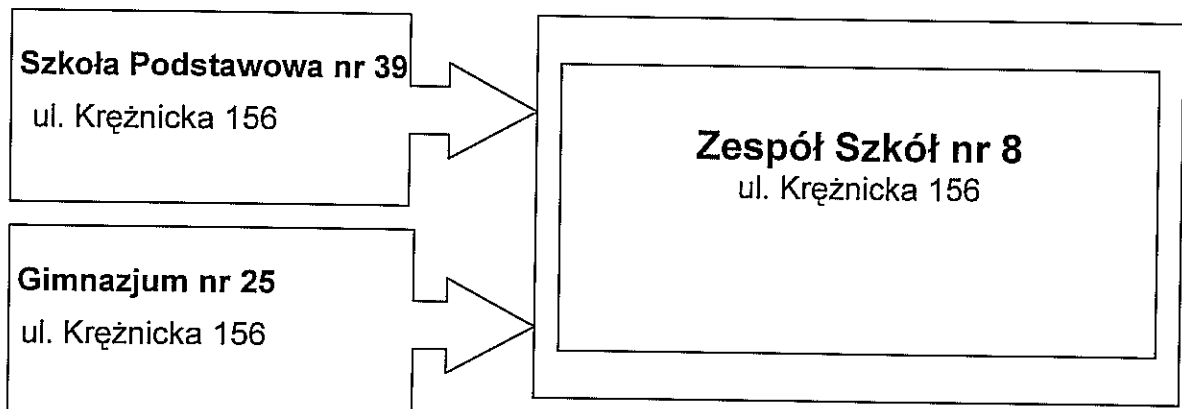 Szkoła Podstawowa nr 39
ul. Krężnicka 156
Gimnazjum nr 25
ul. Krężnicka 156
Zespół Szkół nr 8
ul. Krężnicka 156